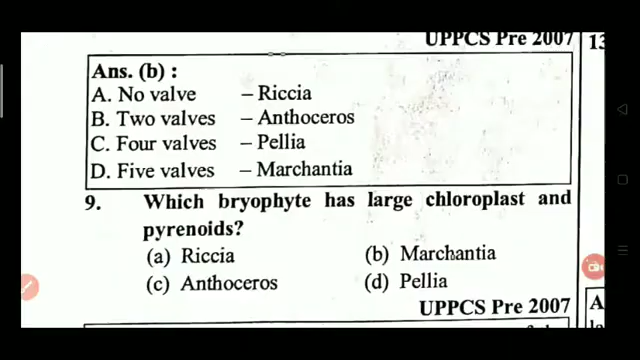 UPPCS Pre 2007
13
Ans. (b) :
A. No valve – Riccia
B. Two valves – Anthoceros
C. Four valves – Pellia
D. Five valves – Marchantia
9. Which bryophyte has large chloroplast and
pyrenoids?
(a) Riccia (b) Marchantia
(c) Anthoceros (d) Pellia
UPPCS Pre 2007
A